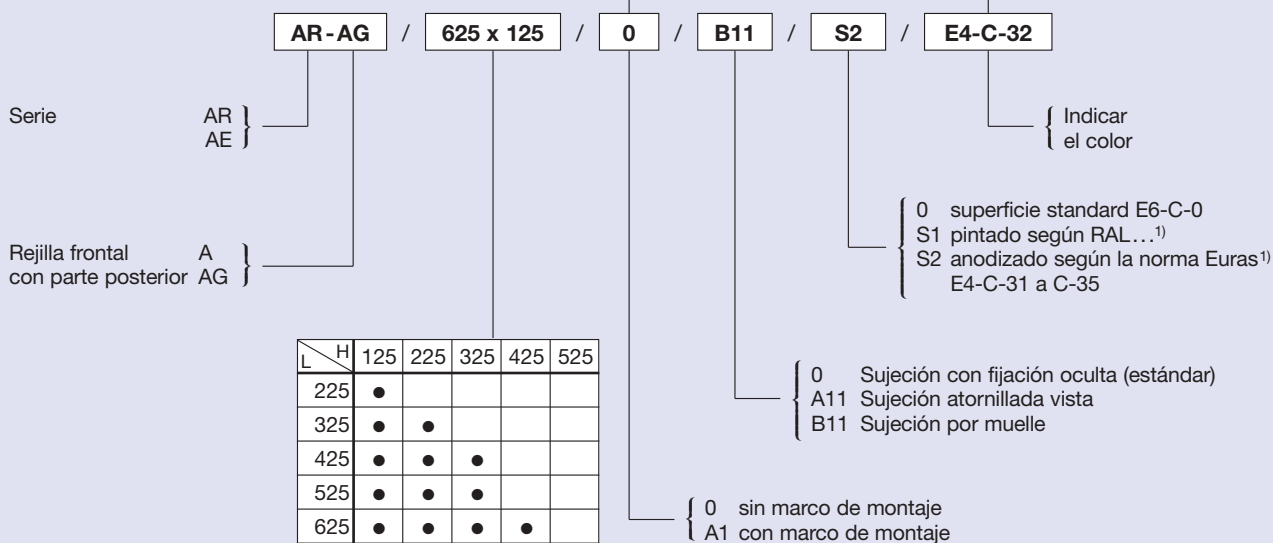 AR-AG / 625 x 125 / 0 / B11 / S2 / E4-C-32
Serie AR
AE
Indicar
el color
Rejilla frontal A
con parte posterior AG
0 superficie standard E6-C-0
S1 pintado según RAL...1)
S2 anodizado según la norma Euras1)
E4-C-31 a C-35
L H 125 225 325 425 525
225 ●
325 ● ●
425 ● ● ●
525 ● ● ●
625 ● ● ● ●
0 Sujeción con fijación oculta (estándar)
A11 Sujeción atornillada vista
B11 Sujeción por muelle
0 sin marco de montaje
A1 con marco de montaje